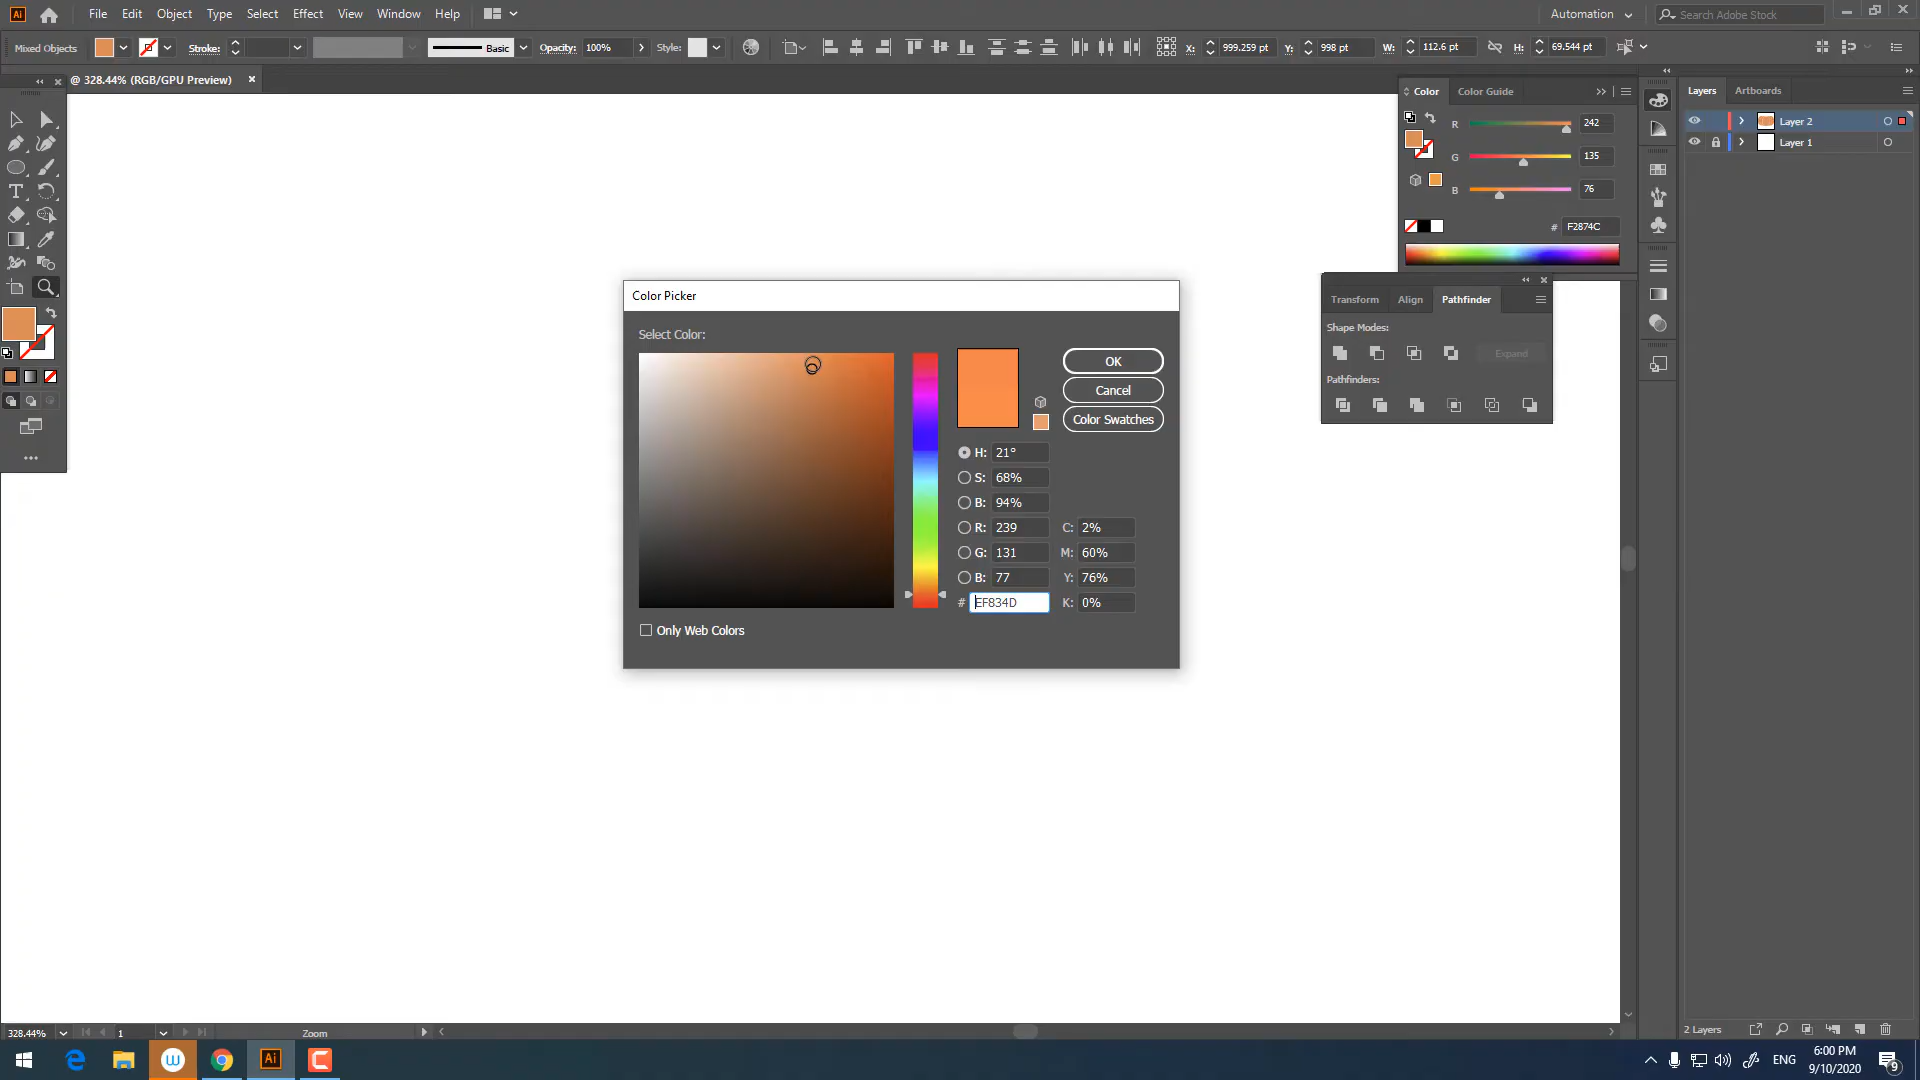 Ai File Edit Object Type Select Effect View Window Help Automation Search Adobe Stock
Mixed Objects Stroke: Basic Opacity: 100% Style: X: 999.259 pt Y: 998 pt W: 112.6 pt H: 69.544 pt
@ 328.44% (RGB/GPU Preview)
Color Color Guide
Layers Artboards
R 242
Layer 2
Layer 1
G 135
B 76
# F2874C
Transform Align Pathfinder
Shape Modes:
Expand
Pathfinders:
Color Picker
Select Color:
OK
Cancel
Color Swatches
H: 21°
S: 68%
B: 94%
R: 239 C: 2%
G: 131 M: 60%
B: 77 Y: 76%
# EF834D K: 0%
Only Web Colors
328.44% 1 Zoom
2 Layers
W Ai C ENG 6:00 PM
9/10/2020
9